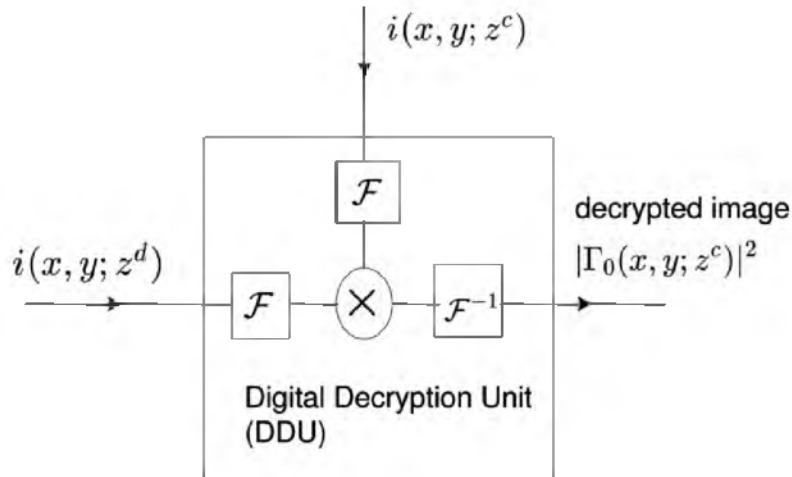 i(x, y; z^c)
ℱ
decrypted image
|Γ_0(x, y; z^c)|^2
i(x, y; z^d)
ℱ
×
ℱ^{-1}
Digital Decryption Unit
(DDU)